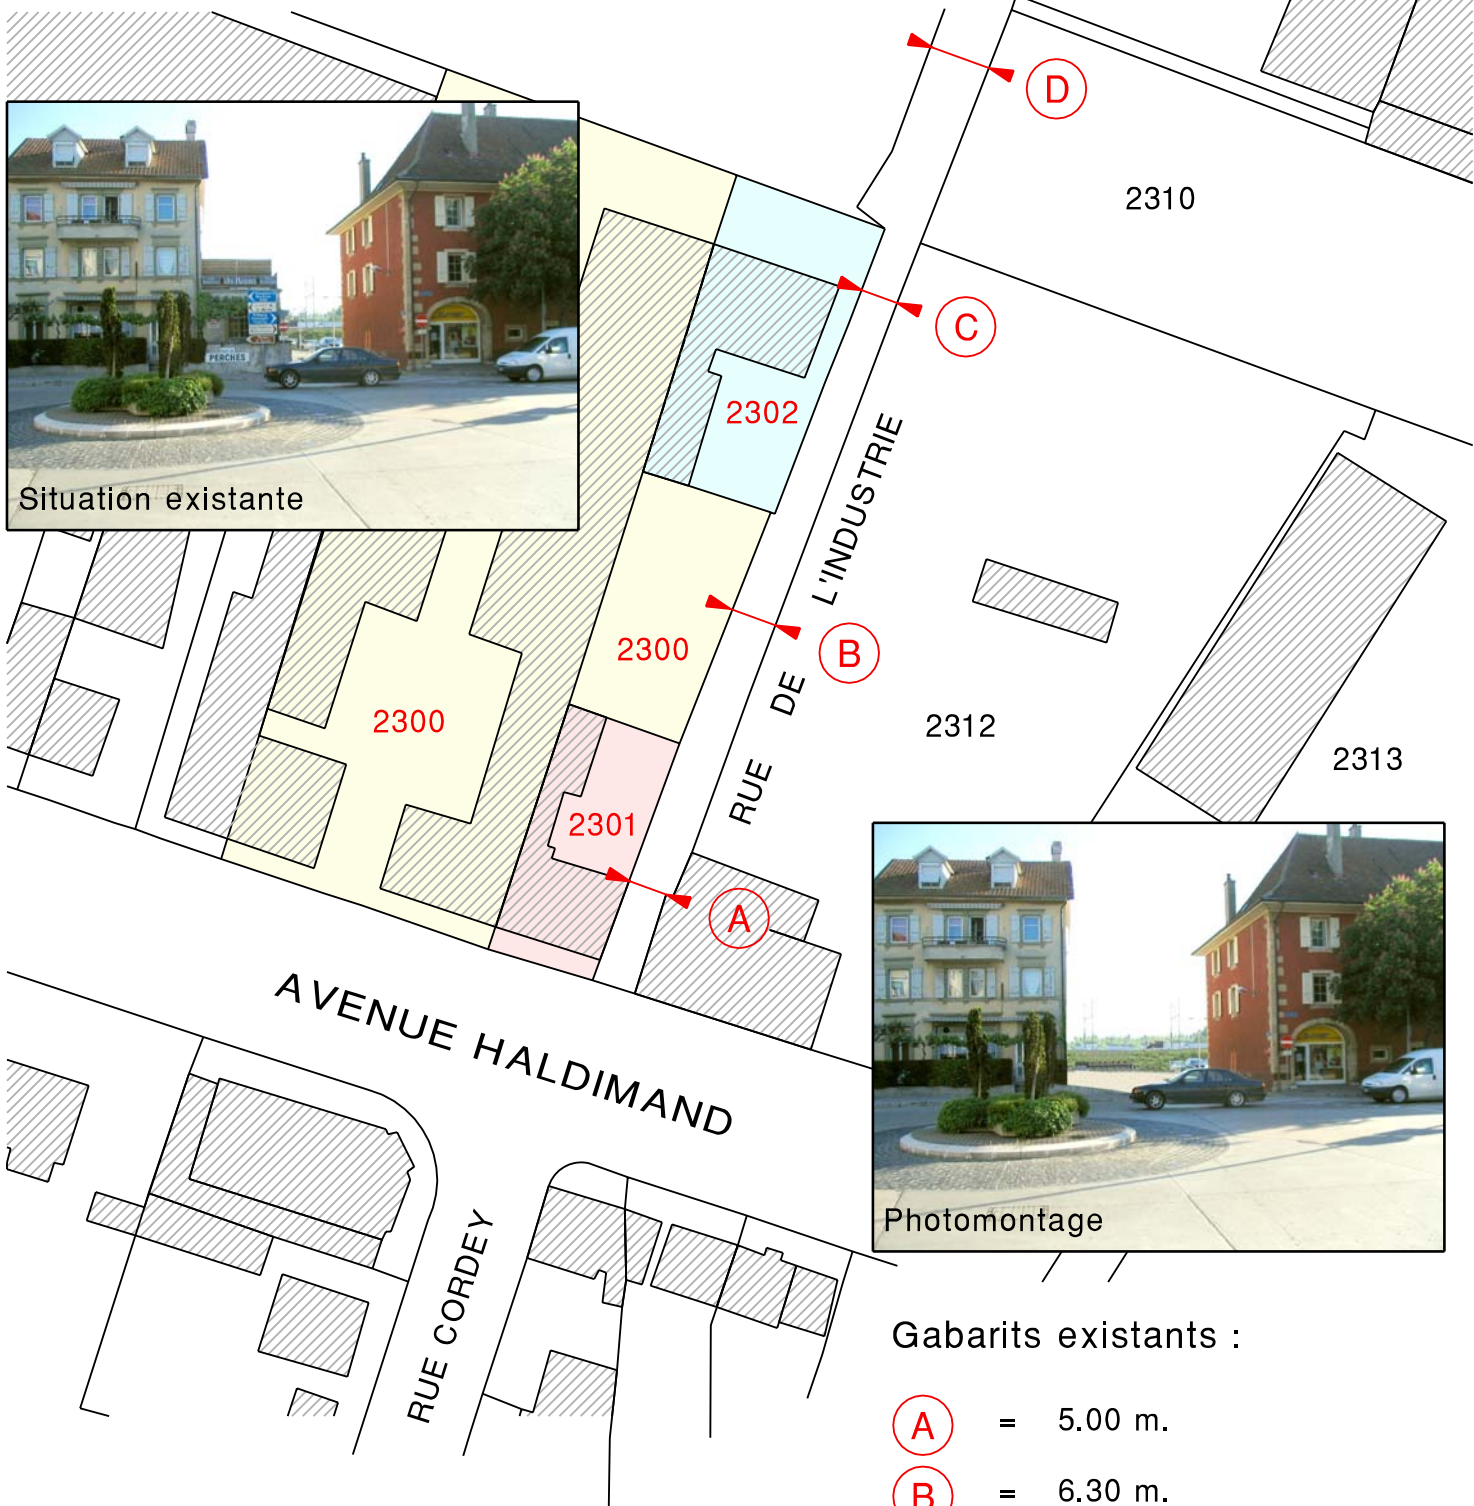 D
2310
C
2302
PERCHES
Situation existante
RUE DE L'INDUSTRIE
2300
B
2300
2312
2313
2301
A
AVENUE HALDIMAND
Photomontage
RUE CORDEY
Gabarits existants :
A = 5.00 m.
B = 6.30 m.